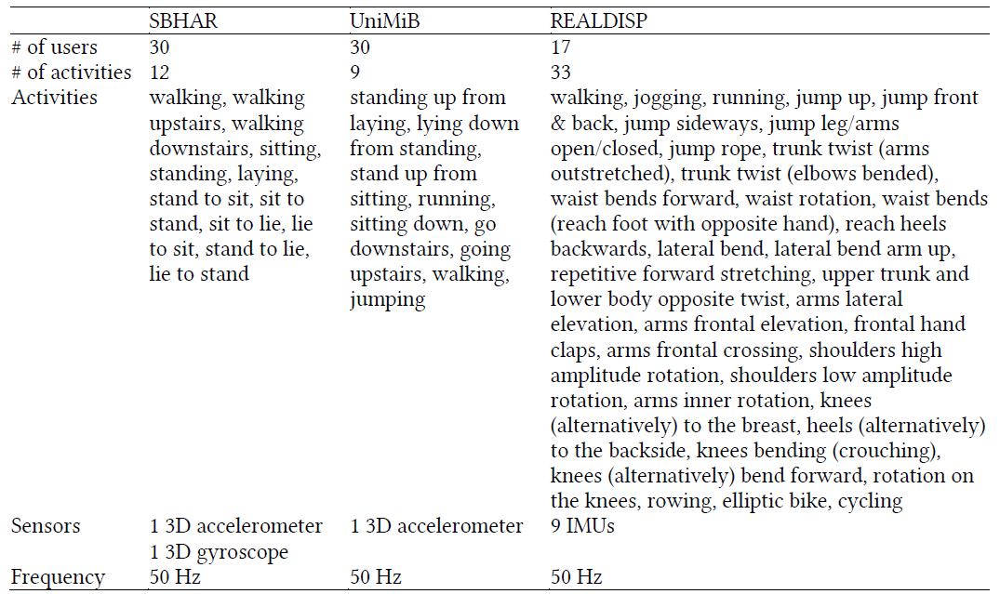 SBHAR UniMiB REALDISP
# of users 30 30 17
# of activities 12 9 33
Activities walking, walking standing up from walking, jogging, running, jump up, jump front
upstairs, walking laying, lying down & back, jump sideways, jump leg/arms
downstairs, sitting, from standing, open/closed, jump rope, trunk twist (arms
standing, laying, stand up from outstretched), trunk twist (elbows bended),
stand to sit, sit to sitting, running, waist bends forward, waist rotation, waist bends
stand, sit to lie, lie sitting down, go (reach foot with opposite hand), reach heels
to sit, stand to lie, downstairs, going backwards, lateral bend, lateral bend arm up,
lie to stand upstairs, walking, repetitive forward stretching, upper trunk and
jumping lower body opposite twist, arms lateral
elevation, arms frontal elevation, frontal hand
claps, arms frontal crossing, shoulders high
amplitude rotation, shoulders low amplitude
rotation, arms inner rotation, knees
(alternatively) to the breast, heels (alternatively)
to the backside, knees bending (crouching),
knees (alternatively) bend forward, rotation on
the knees, rowing, elliptic bike, cycling
Sensors 1 3D accelerometer 1 3D accelerometer 9 IMUs
1 3D gyroscope
Frequency 50 Hz 50 Hz 50 Hz